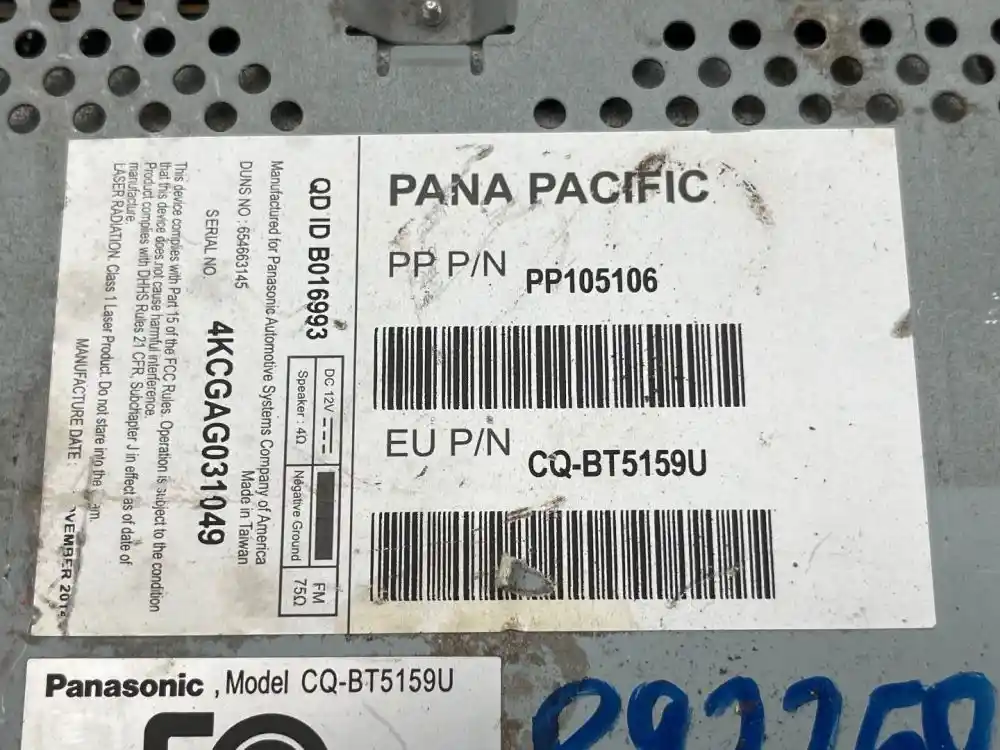 PANA PACIFIC
PP P/N PP105106
EU P/N CQ-BT5159U
QD ID B016993
DC 12V
Speaker : 4Ω
Negative Ground
FM
75Ω
Manufactured for Panasonic Automotive Systems Company of America
Made in Taiwan
DUNS NO : 654663145
SERIAL NO. 4KCGAG031049
This device complies with Part 15 of the FCC Rules. Operation is subject to the condition
that this device does not cause harmful interference.
Product complies with DHHS Rules 21 CFR, Subchapter J in effect as of date of
manufacture.
LASER RADIATION. Class 1 Laser Product. Do not stare into the
MANUFACTURE DATE : VEMBER 2014
Panasonic , Model CQ-BT5159U